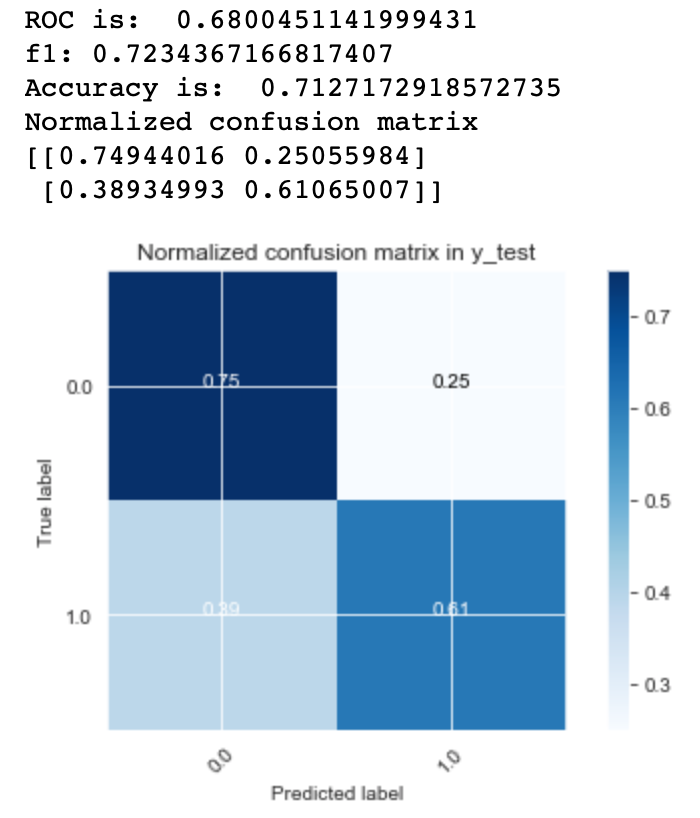 ROC is:  0.6800451141999431
f1: 0.7234367166817407
Accuracy is:  0.7127172918572735
Normalized confusion matrix
[[0.74944016 0.25055984]
 [0.38934993 0.61065007]]
Normalized confusion matrix in y_test
0.7
0.75
0.25
0.0
0.6
True label
0.5
0.4
0.39
0.61
1.0
0.3
0.0
1.0
Predicted label